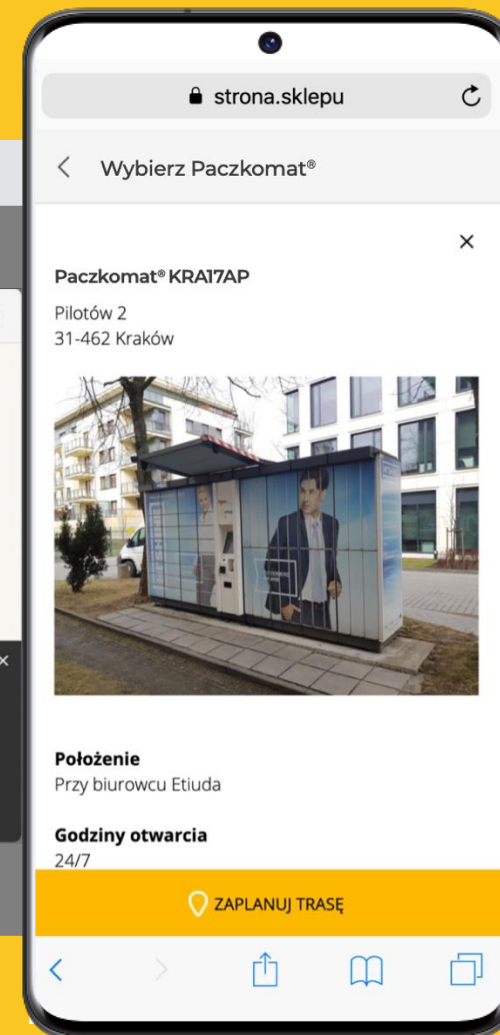 strona.sklepu
Wybierz Paczkomat®
Paczkomat® KRA17AP
Pilotów 2
31-462 Kraków
Położenie
Przy biurowcu Etiuda
Godziny otwarcia
24/7
ZAPLANUJ TRASĘ